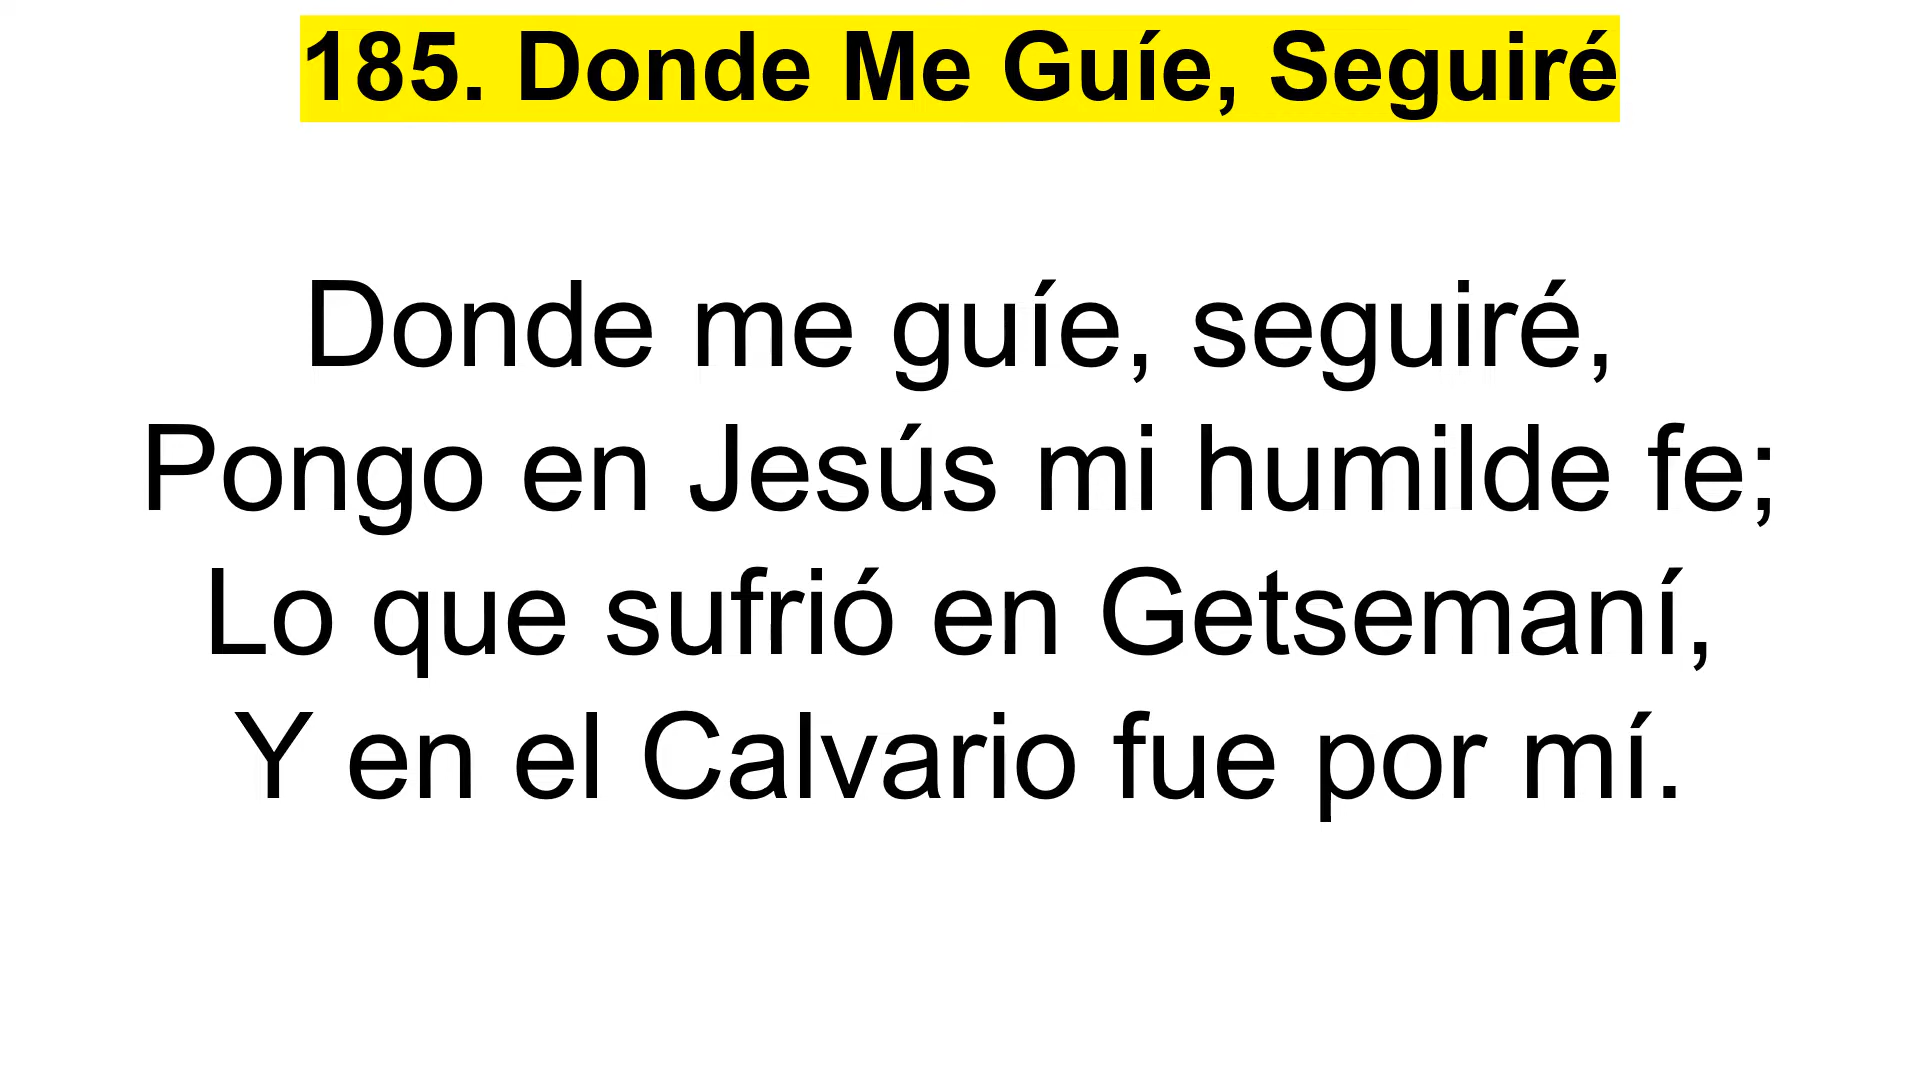 185. Donde Me Guíe, Seguiré
Donde me guíe, seguiré,
Pongo en Jesús mi humilde fe;
Lo que sufrió en Getsemaní,
Y en el Calvario fue por mí.